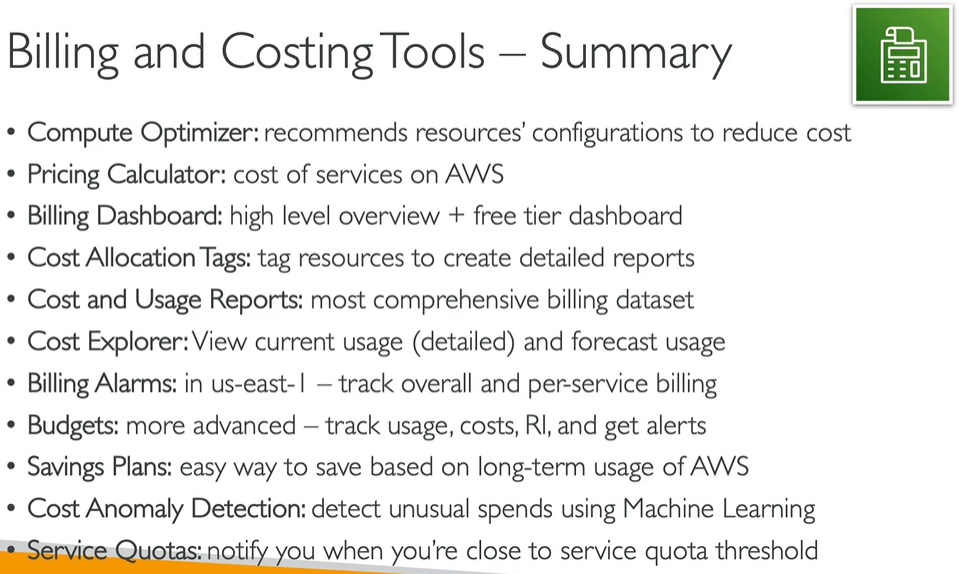 Billing and Costing Tools – Summary
• Compute Optimizer: recommends resources’ configurations to reduce cost
• Pricing Calculator: cost of services on AWS
• Billing Dashboard: high level overview + free tier dashboard
• Cost Allocation Tags: tag resources to create detailed reports
• Cost and Usage Reports: most comprehensive billing dataset
• Cost Explorer: View current usage (detailed) and forecast usage
• Billing Alarms: in us-east-1 – track overall and per-service billing
• Budgets: more advanced – track usage, costs, RI, and get alerts
• Savings Plans: easy way to save based on long-term usage of AWS
• Cost Anomaly Detection: detect unusual spends using Machine Learning
• Service Quotas: notify you when you’re close to service quota threshold